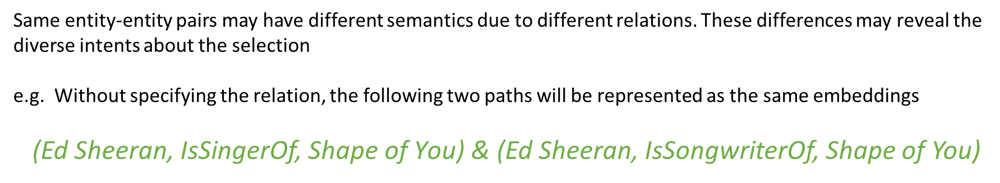 Same entity-entity pairs may have different semantics due to different relations. These differences may reveal the
diverse intents about the selection
e.g. Without specifying the relation, the following two paths will be represented as the same embeddings
(Ed Sheeran, IsSingerOf, Shape of You) & (Ed Sheeran, IsSongwriterOf, Shape of You)